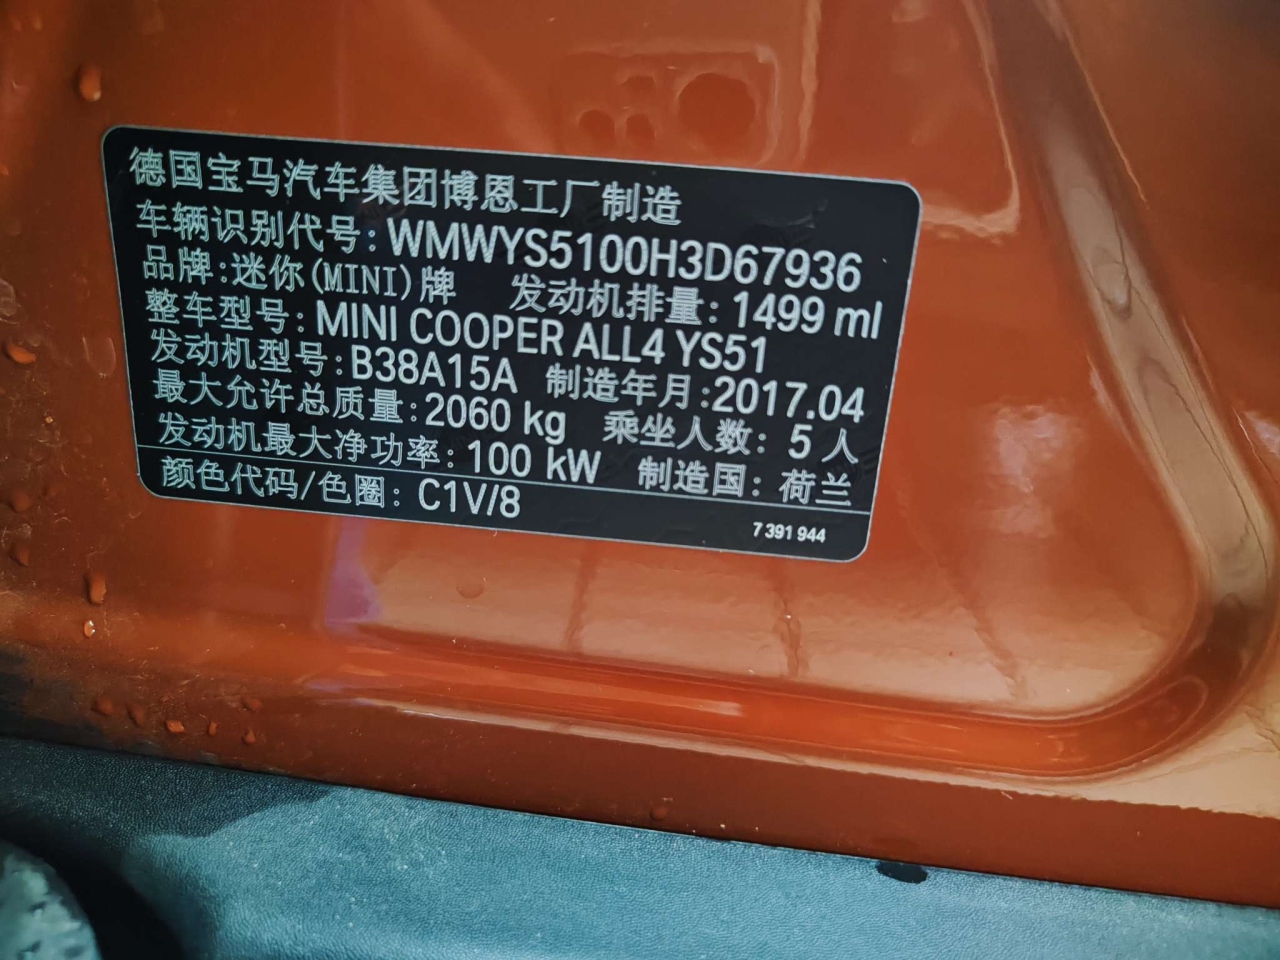 德国宝马汽车集团博恩工厂制造
车辆识别代号: WMWYS5100H3D67936
品牌:迷你(MINI)牌 发动机排量: 1499 ml
整车型号: MINI COOPER ALL4 YS51
发动机型号: B38A15A 制造年月:2017.04
最大允许总质量: 2060 kg 乘坐人数: 5 人
发动机最大净功率: 100 kW 制造国: 荷兰
颜色代码/色圈: C1V/8
7 391 944